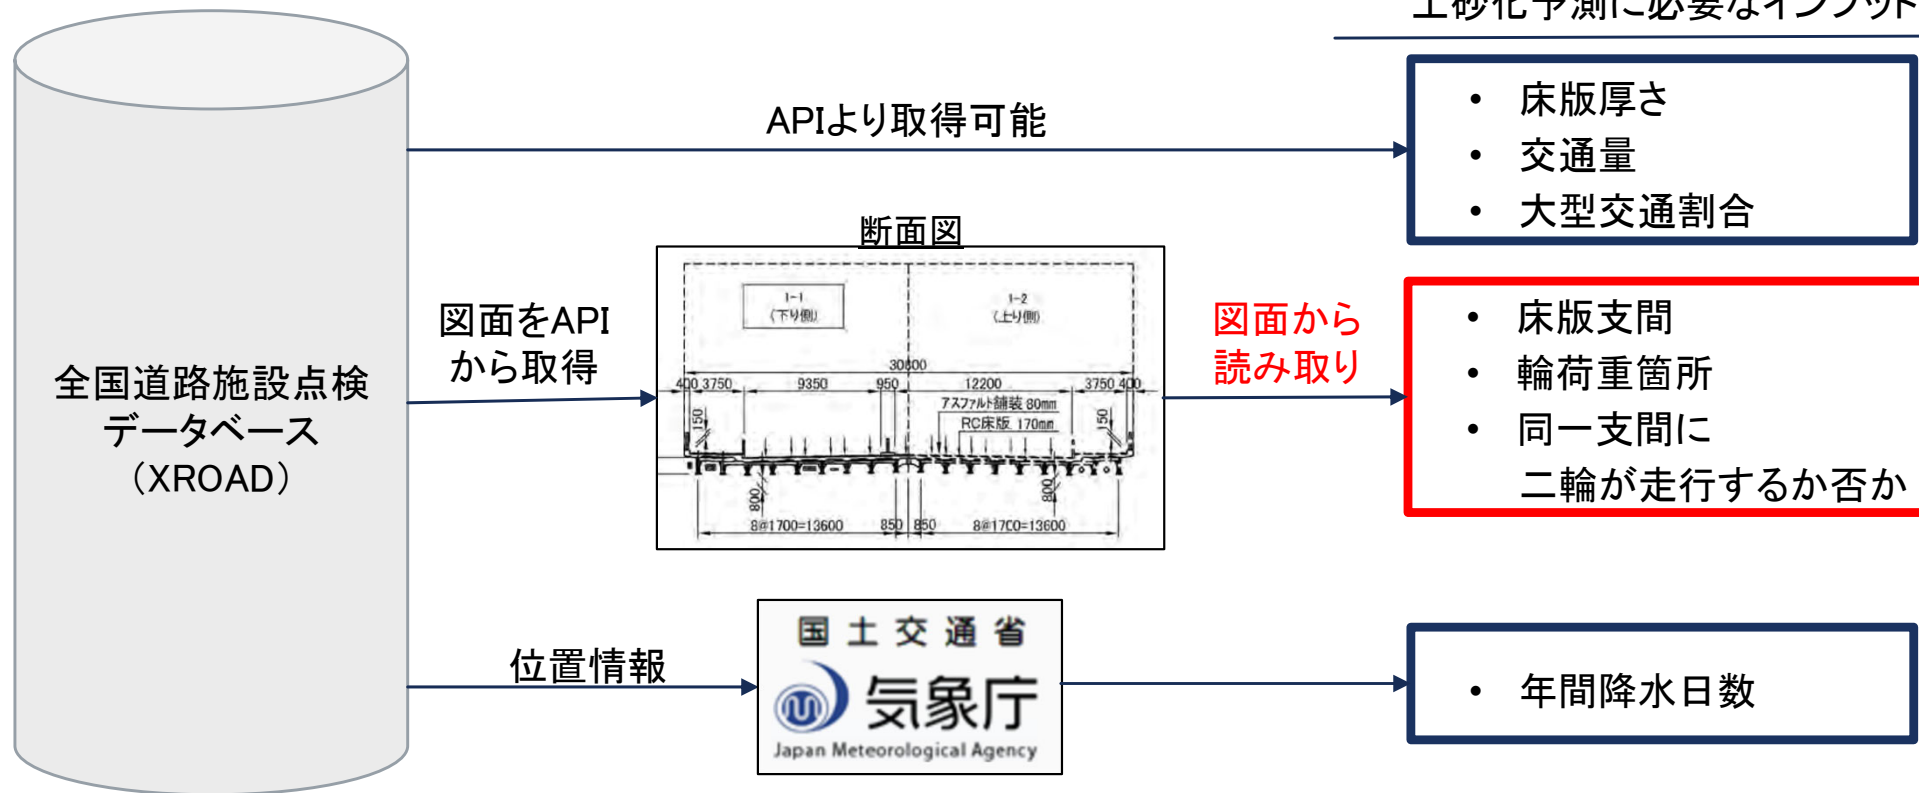 土砂化予測に必要なインプット
全国道路施設点検
データベース
（XROAD）
APIより取得可能
• 床版厚さ
• 交通量
• 大型交通割合
図面をAPI
から取得
断面図
1-1
(下り側)
1-2
(上り側)
30800
400 3750 9350 950 12200 3750 400
アスファルト舗装 80mm
RC床版 170mm
150
150
800
800
8@1700=13600 850 850 8@1700=13600
図面から
読み取り
• 床版支間
• 輪荷重箇所
• 同一支間に
二輪が走行するか否か
位置情報
国土交通省
気象庁
Japan Meteorological Agency
• 年間降水日数